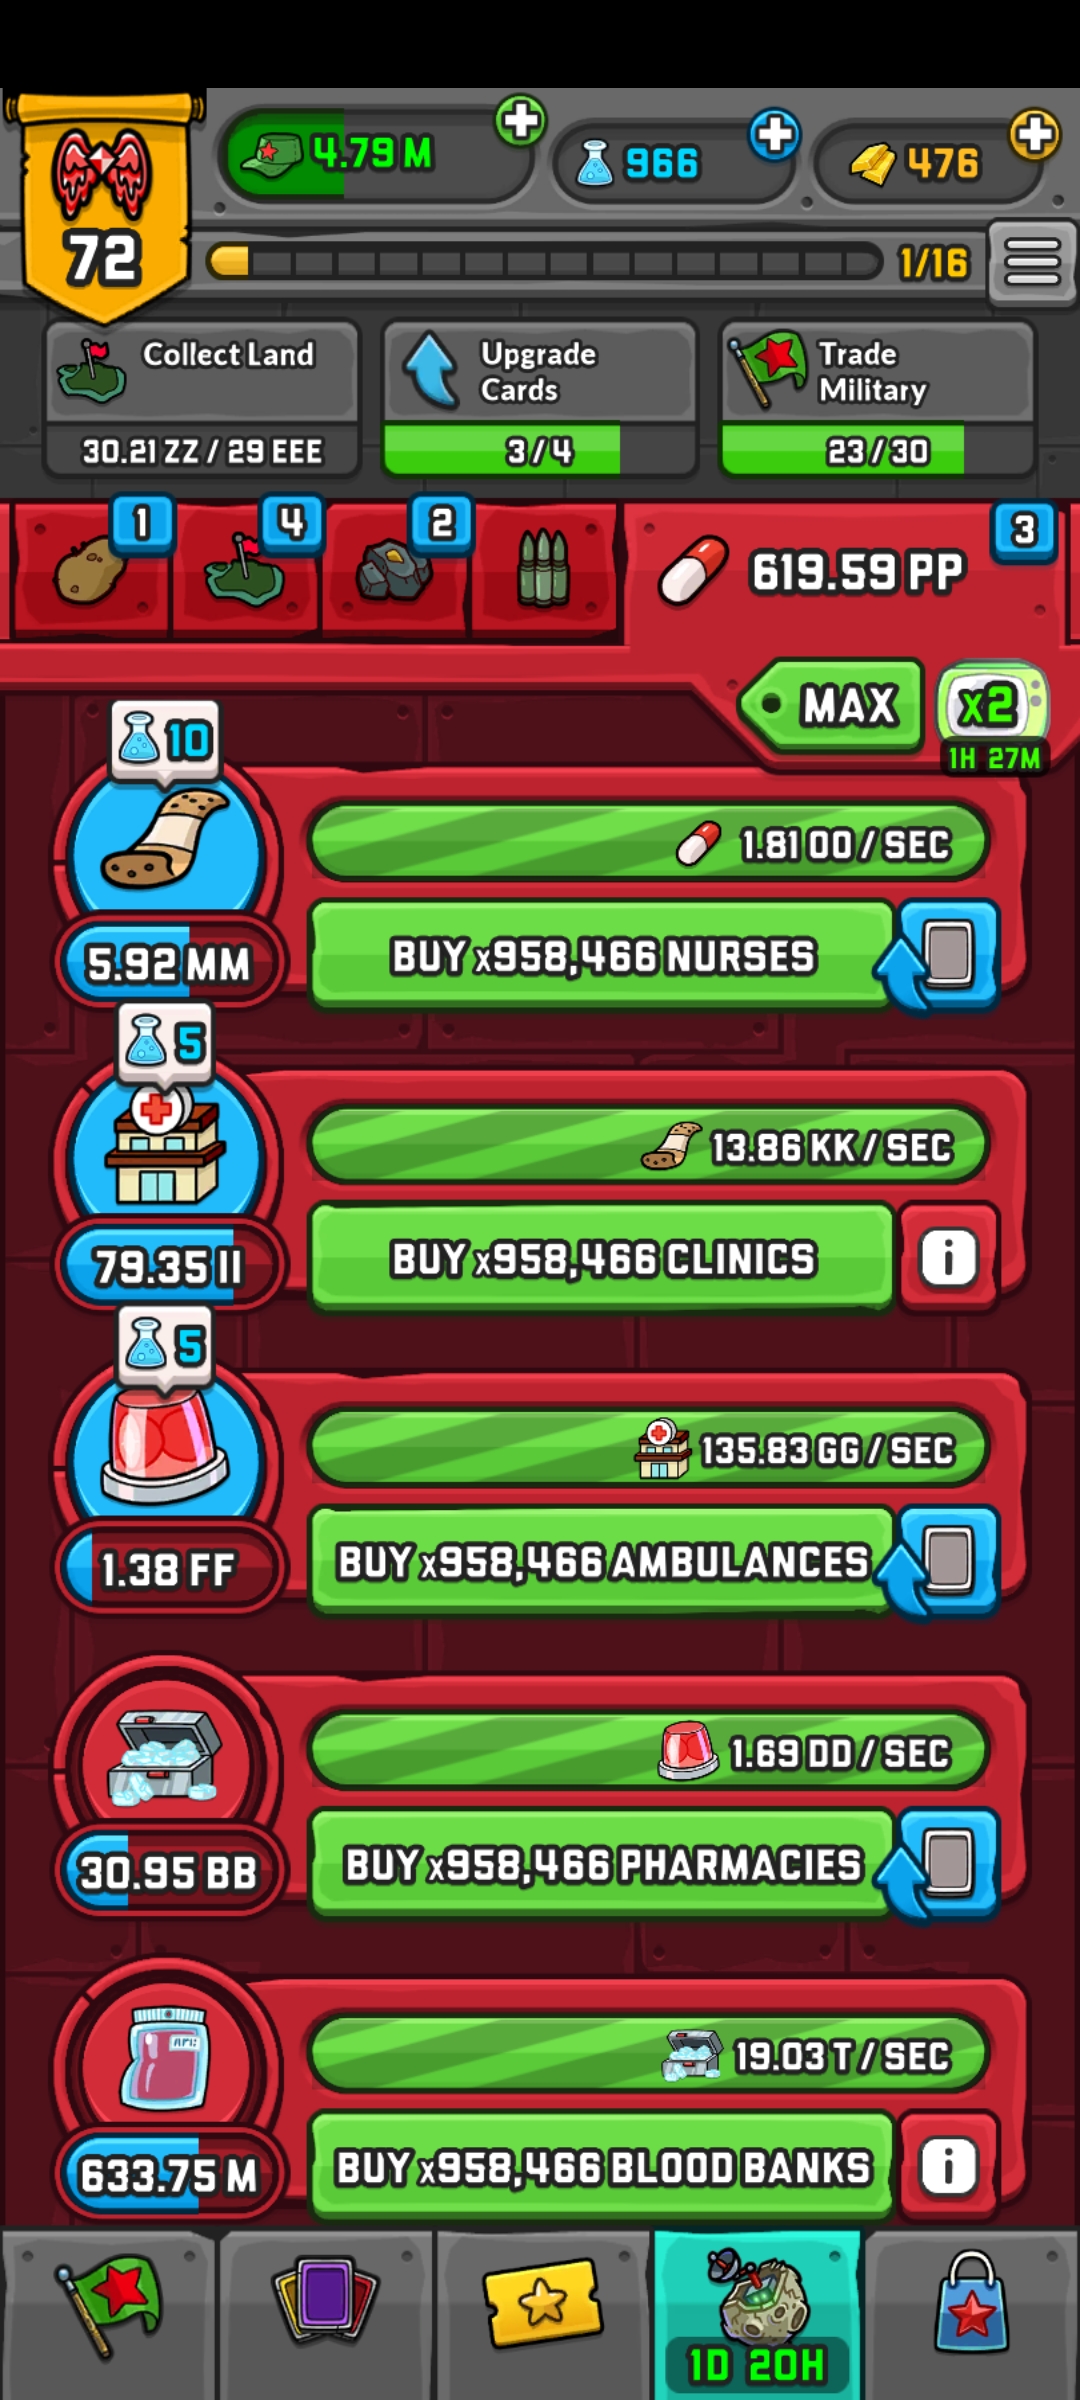 4.79 M
966
476
72
1/16
Collect Land
30.21 ZZ / 29 EEE
Upgrade
Cards
3/4
Trade
Military
23/30
1
4
2
3
619.59 PP
MAX
x2
1H 27M
10
1.81 OO / SEC
BUY x958,466 NURSES
5.92 MM
5
13.86 KK / SEC
BUY x958,466 CLINICS
79.35 II
5
135.83 GG / SEC
BUY x958,466 AMBULANCES
1.38 FF
1.69 DD / SEC
BUY x958,466 PHARMACIES
30.95 BB
19.03 T / SEC
BUY x958,466 BLOOD BANKS
633.75 M
1D 20H